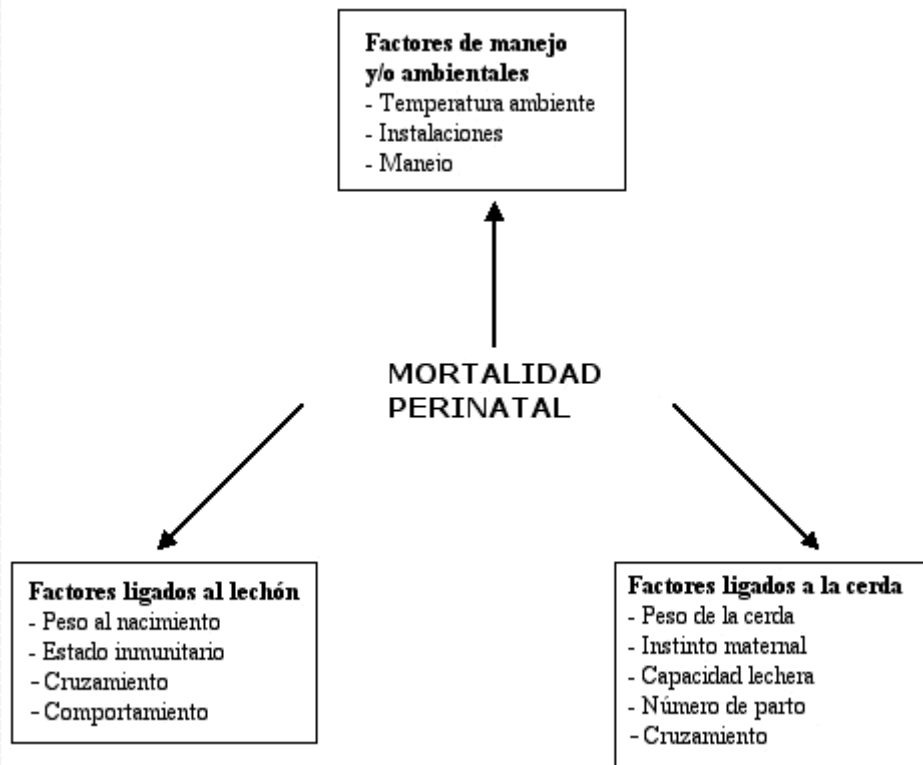 Factores de manejo
y/o ambientales
- Temperatura ambiente
- Instalaciones
- Maneio
MORTALIDAD
PERINATAL
Factores ligados al lechón
- Peso al nacimiento
- Estado inmunitario
- Cruzamiento
- Comportamiento
Factores ligados a la cerda
- Peso de la cerda
- Instinto maternal
- Capacidad lechera
- Número de parto
- Cruzamiento